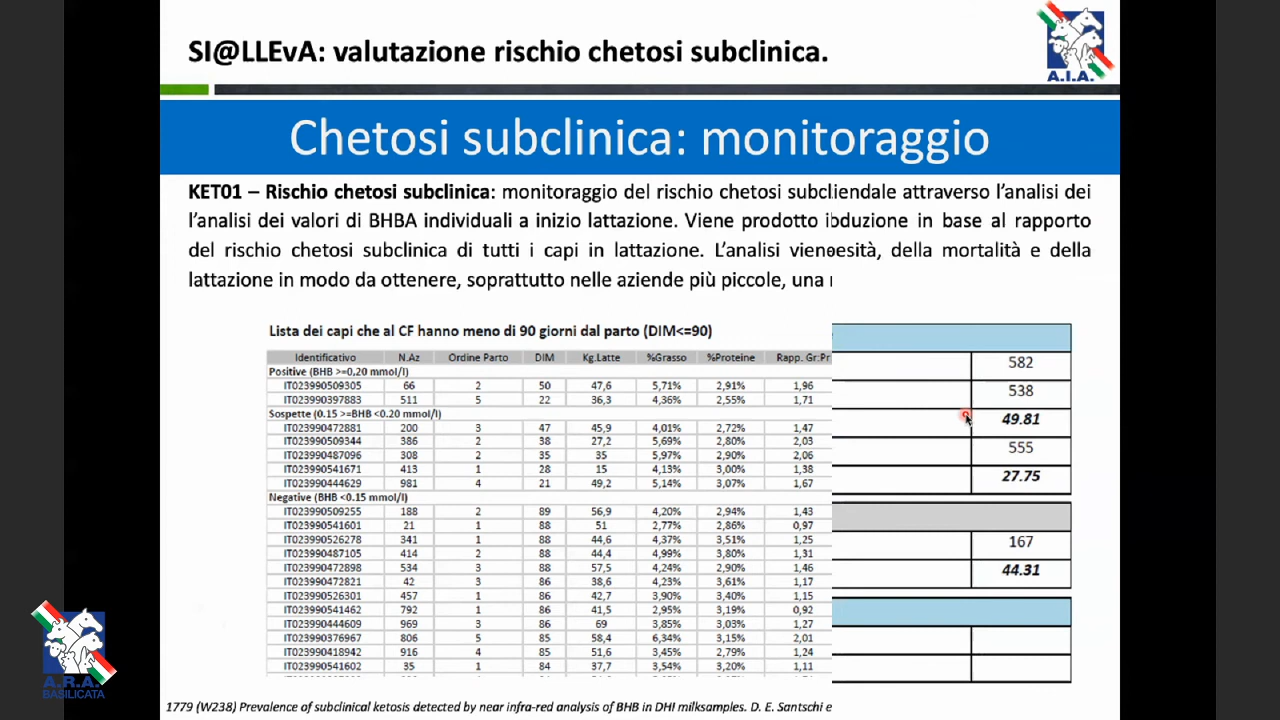 SI@LLEvA: valutazione rischio chetosi subclinica.
A.I.A.
Chetosi subclinica: monitoraggio
KET01 – Rischio chetosi subclinica: monitoraggio del rischio chetosi subcliendale attraverso l'analisi dei
l'analisi dei valori di BHBA individuali a inizio lattazione. Viene prodotto ibduzione in base al rapporto
del rischio chetosi subclinica di tutti i capi in lattazione. L'analisi vienesità, della mortalità e della
lattazione in modo da ottenere, soprattutto nelle aziende più piccole, una
Lista dei capi che al CF hanno meno di 90 giorni dal parto (DIM<=90)
Identificativo N.Az Ordine Parto DIM Kg.Latte %Grasso %Proteine Rapp. Gr:Pr
Positive (BHB >=0,20 mmol/l)
IT023990509305 66 2 50 47,6 5,71% 2,91% 1,96
IT023990397883 511 5 22 36,3 4,36% 2,55% 1,71
Sospette (0.15 >=BHB <0.20 mmol/l)
IT023990472881 200 3 47 45,9 4,01% 2,72% 1,47
IT023990509344 386 2 38 27,2 5,69% 2,80% 2,03
IT023990487096 308 2 35 35 5,97% 2,90% 2,06
IT023990541671 413 1 28 15 4,13% 3,00% 1,38
IT023990444629 981 4 21 49,2 5,14% 3,07% 1,67
Negative (BHB <0.15 mmol/l)
IT023990509255 188 2 89 56,9 4,20% 2,94% 1,43
IT023990541601 21 1 88 51 2,77% 2,86% 0,97
IT023990526278 341 1 88 44,6 4,37% 3,51% 1,25
IT023990487105 414 2 88 44,4 4,99% 3,80% 1,31
IT023990472898 534 3 88 57,5 4,24% 2,90% 1,46
IT023990472821 42 3 86 38,6 4,23% 3,61% 1,17
IT023990526301 457 1 86 42,7 3,90% 3,40% 1,15
IT023990541462 792 1 86 41,5 2,95% 3,19% 0,92
IT023990444609 969 3 86 69 3,85% 3,03% 1,27
IT023990376967 806 5 85 58,4 6,34% 3,15% 2,01
IT023990418942 916 4 85 51,6 3,45% 2,79% 1,24
IT023990541602 35 1 84 37,7 3,54% 3,20% 1,11
582
538
49.81
555
27.75
167
44.31
A.R.A.
BASILICATA
1779 (W238) Prevalence of subclinical ketosis detected by near infra-red analysis of BHB in DHI milksamples. D. E. Santschi e